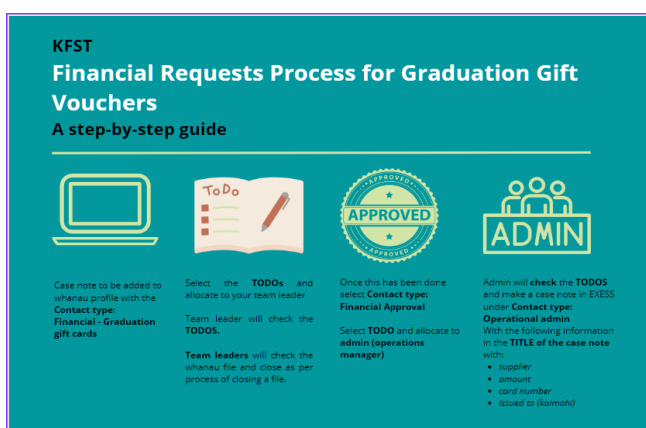 KFST
Financial Requests Process for Graduation Gift
Vouchers
A step-by-step guide
ToDo
APPROVED
APPROVED
APPROVED
ADMIN
Case note to be added to
whanau profile with the
Contact type:
Financial - Graduation
gift cards
Select the TODOs and
allocate to your team leader
Team leader will check the
TODOS.
Team leaders will check the
whanau file and close as per
process of closing a file.
Once this has been done
select Contact type:
Financial Approval
Select TODO and allocate to
admin (operations
manager)
Admin will check the TODOS
and make a case note in EXESS
under Contact type:
Operational admin
With the following information
in the TITLE of the case note
with:
• supplier
• amount
• card number
• issued to (kaimahi)